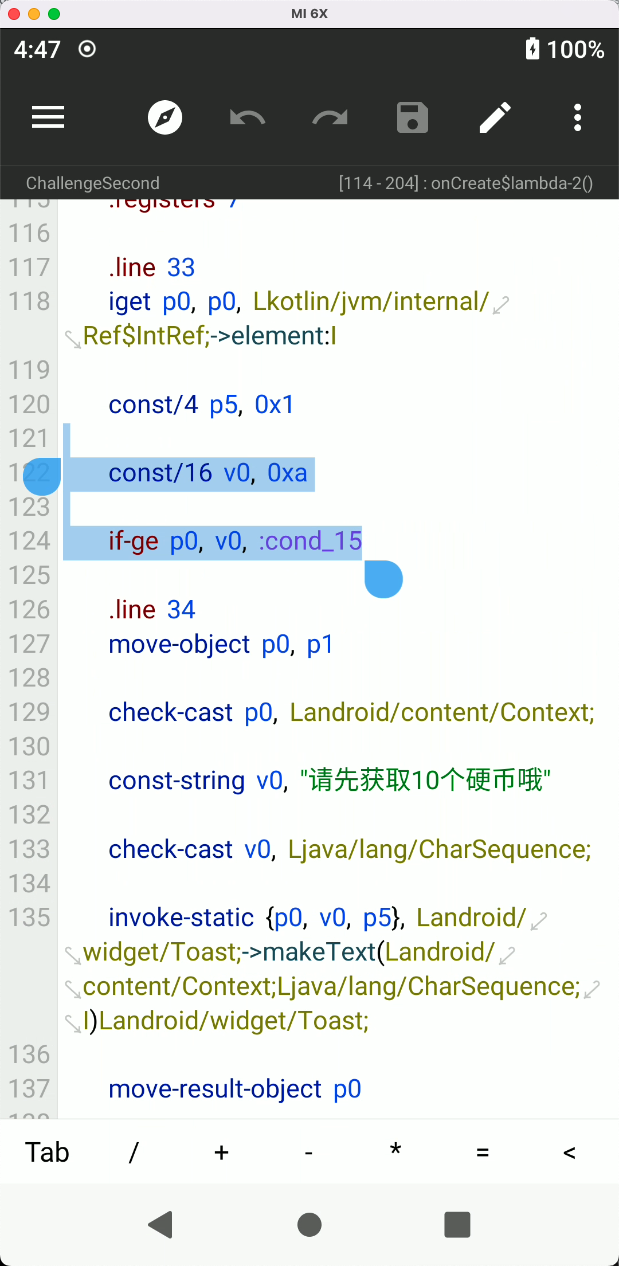 MI 6X
4:47 100%
ChallengeSecond [114 - 204] : onCreate$lambda-2()
115 .registers 7
116
117 .line 33
118 iget p0, p0, Lkotlin/jvm/internal/
Ref$IntRef;->element:I
119
120 const/4 p5, 0x1
121
122 const/16 v0, 0xa
123
124 if-ge p0, v0, :cond_15
125
126 .line 34
127 move-object p0, p1
128
129 check-cast p0, Landroid/content/Context;
130
131 const-string v0, "请先获取10个硬币哦"
132
133 check-cast v0, Ljava/lang/CharSequence;
134
135 invoke-static {p0, v0, p5}, Landroid/
widget/Toast;->makeText(Landroid/
content/Context;Ljava/lang/CharSequence;
I)Landroid/widget/Toast;
136
137 move-result-object p0
Tab / + - * = <